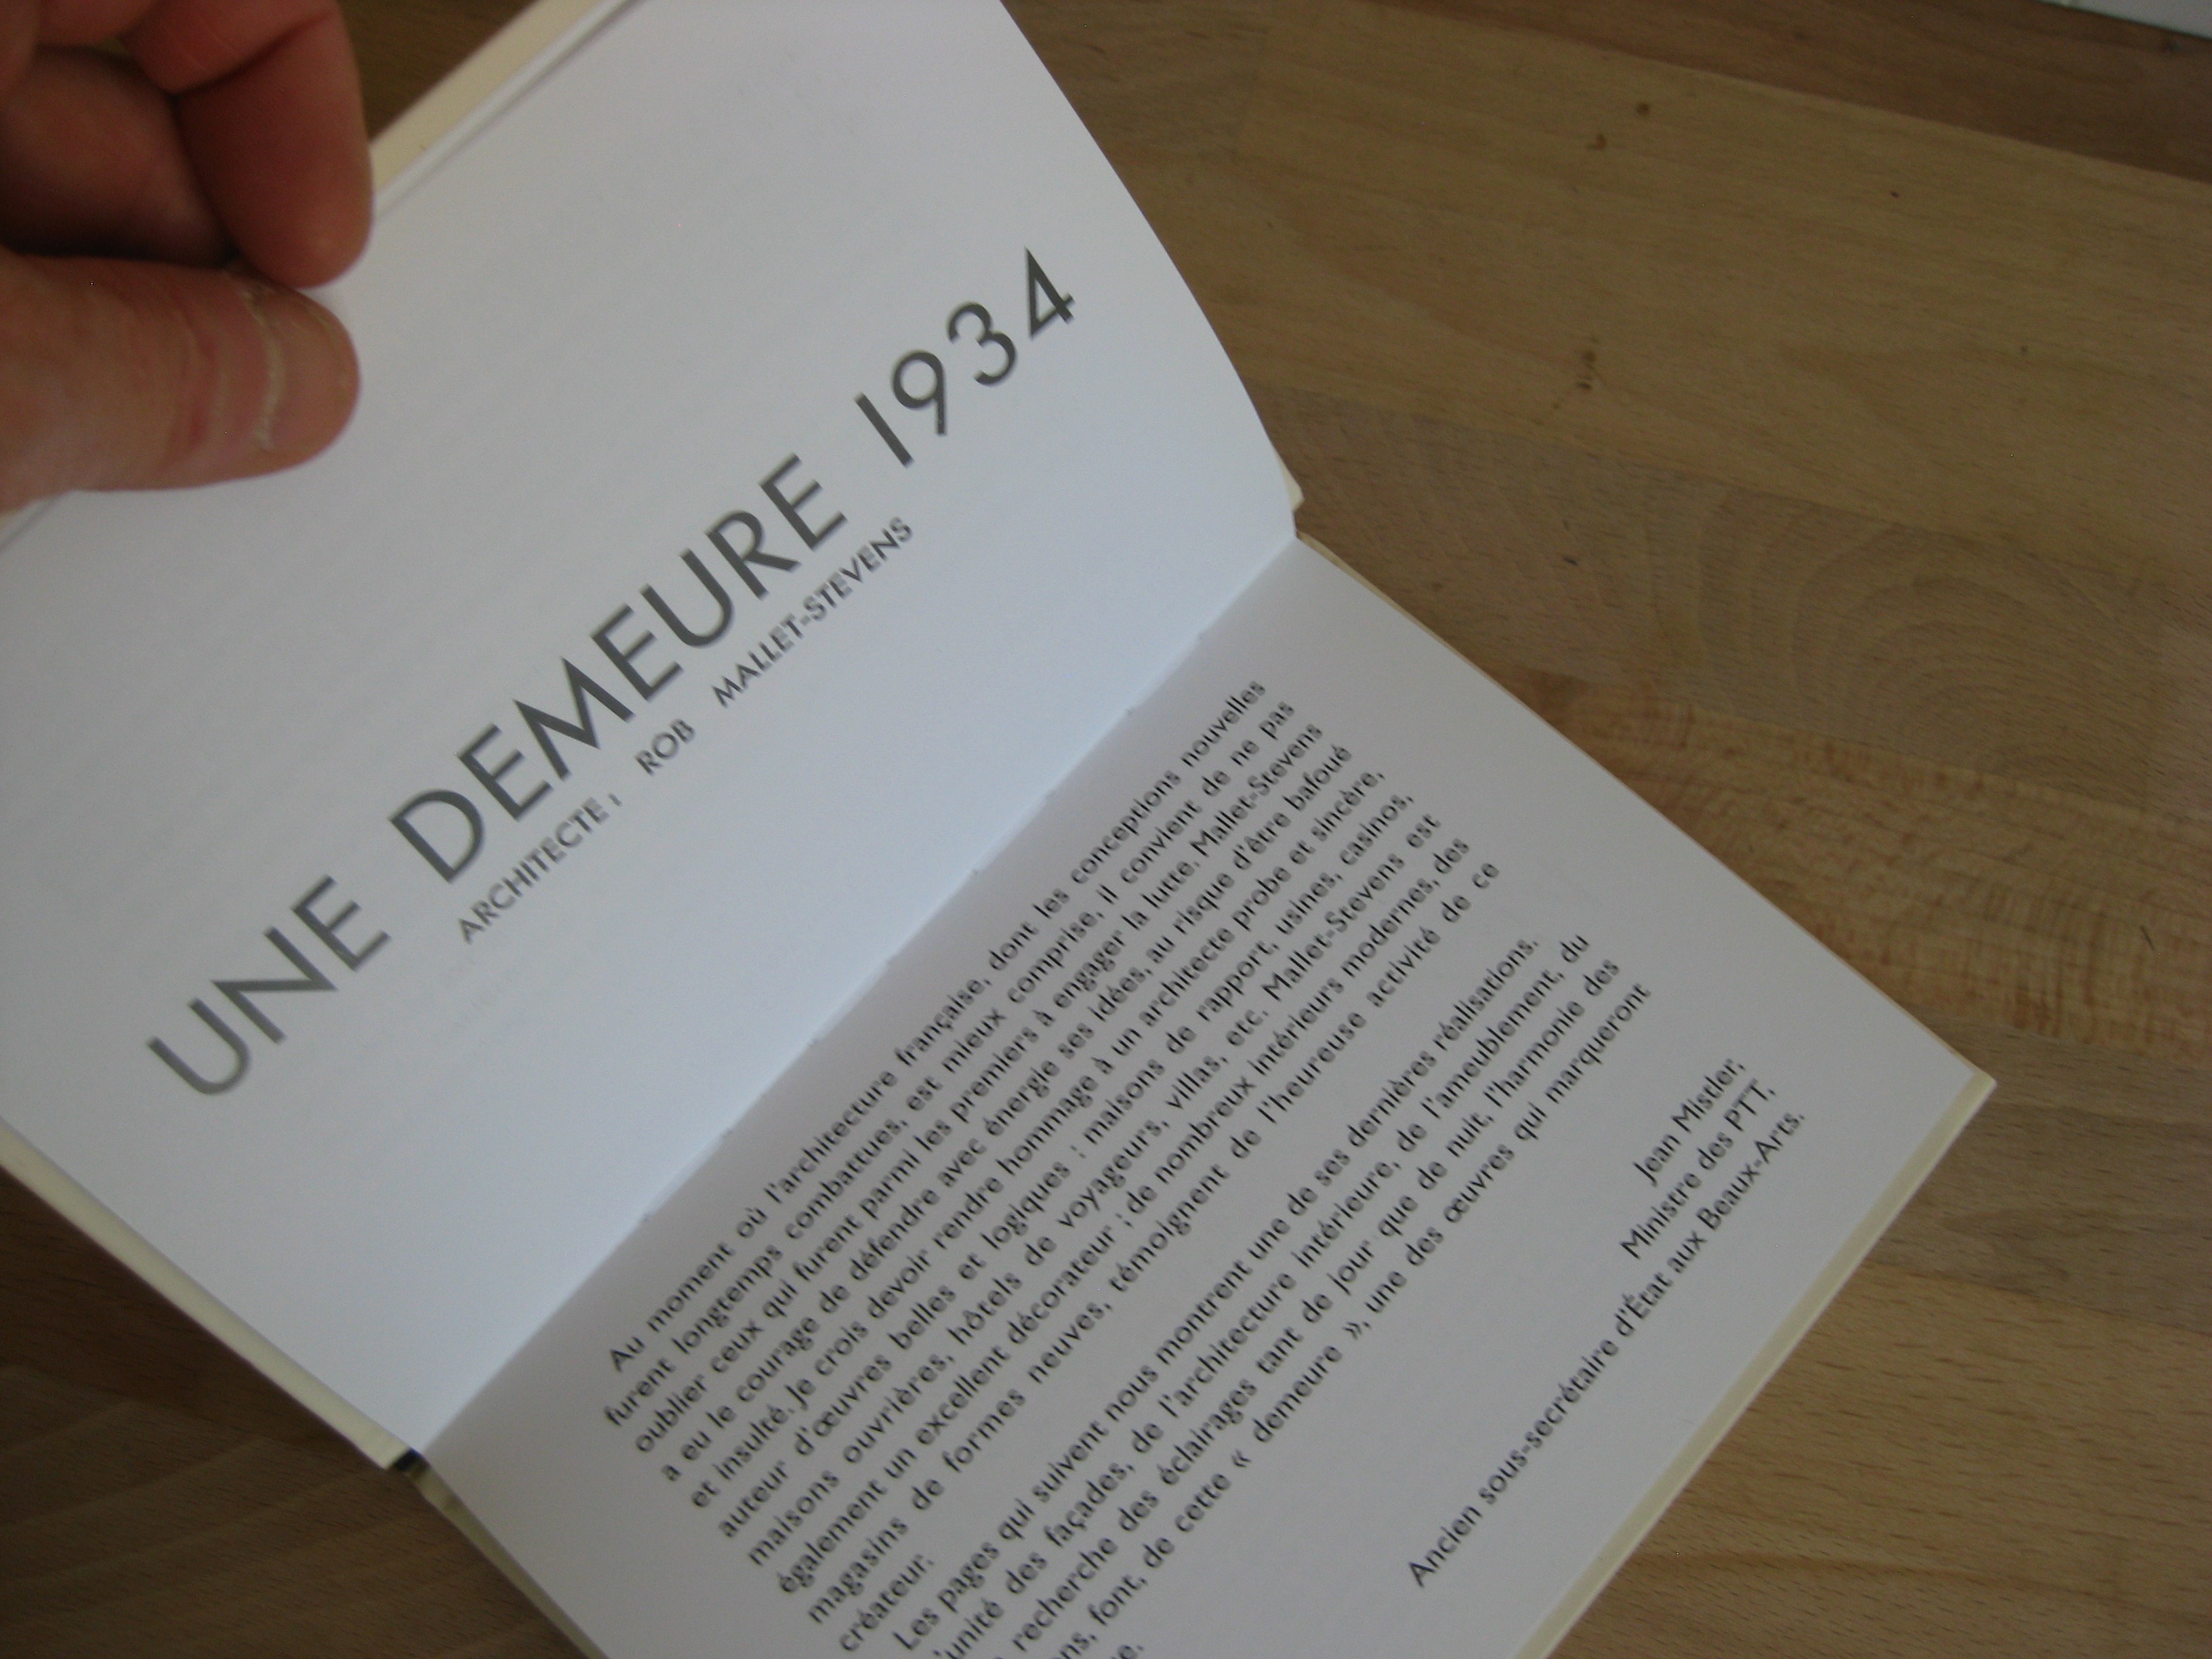 UNE DEMEURE 1934
ARCHITECTE : ROB MALLET-STEVENS
Au moment où l'architecture française, dont les conceptions nouvelles
furent longtemps combattues, est mieux comprise, il convient de ne pas
oublier ceux qui furent parmi les premiers à engager la lutte. Mallet-Stevens
a eu le courage de défendre avec énergie ses idées, au risque d'être bafoué
et insulté. Je crois devoir rendre hommage à un architecte probe et sincère,
auteur d'œuvres belles et logiques : maisons de rapport, usines, casinos,
maisons ouvrières, hôtels de voyageurs, villas, etc. Mallet-Stevens est
également un excellent décorateur ; de nombreux intérieurs modernes, des
magasins de formes neuves, témoignent de l'heureuse activité de ce
créateur.
Les pages qui suivent nous montrent une de ses dernières réalisations.
'unité des façades, de l'architecture intérieure, de l'ameublement, du
recherche des éclairages tant de jour que de nuit, l'harmonie des
ns, font, de cette « demeure », une des œuvres qui marqueront
Jean Mistler,
Ministre des PTT,
Ancien sous-secrétaire d'État aux Beaux-Arts.